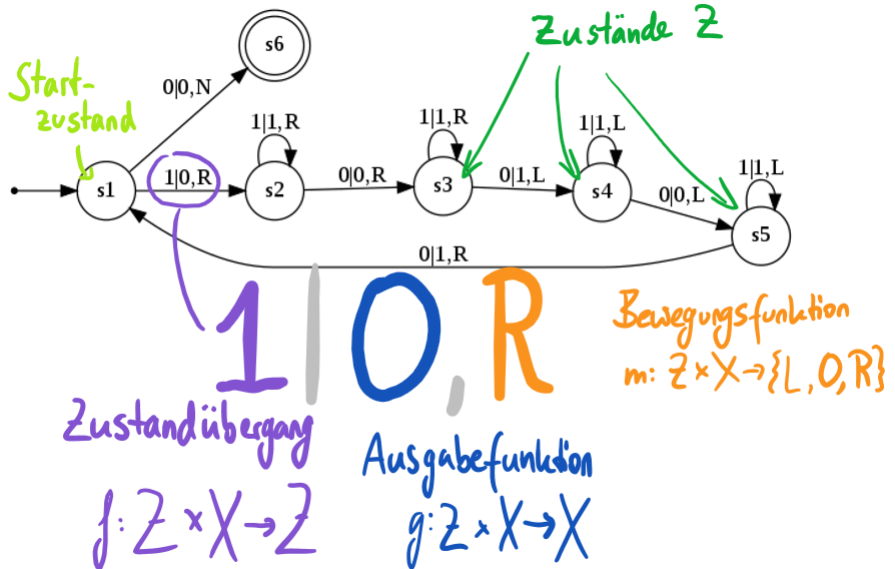 Zustände Z
s6
Start-
zustand
0|0,N
1|1,R
1|1,R
1|1,L
1|1,L
s1
1|0,R
s2
0|0,R
s3
0|1,L
s4
0|0,L
s5
0|1,R
1|0,R
Bewegungsfunktion
m: Z × X → {L, O, R}
Zustandübergang
f: Z × X → Z
Ausgabefunktion
g: Z × X → X